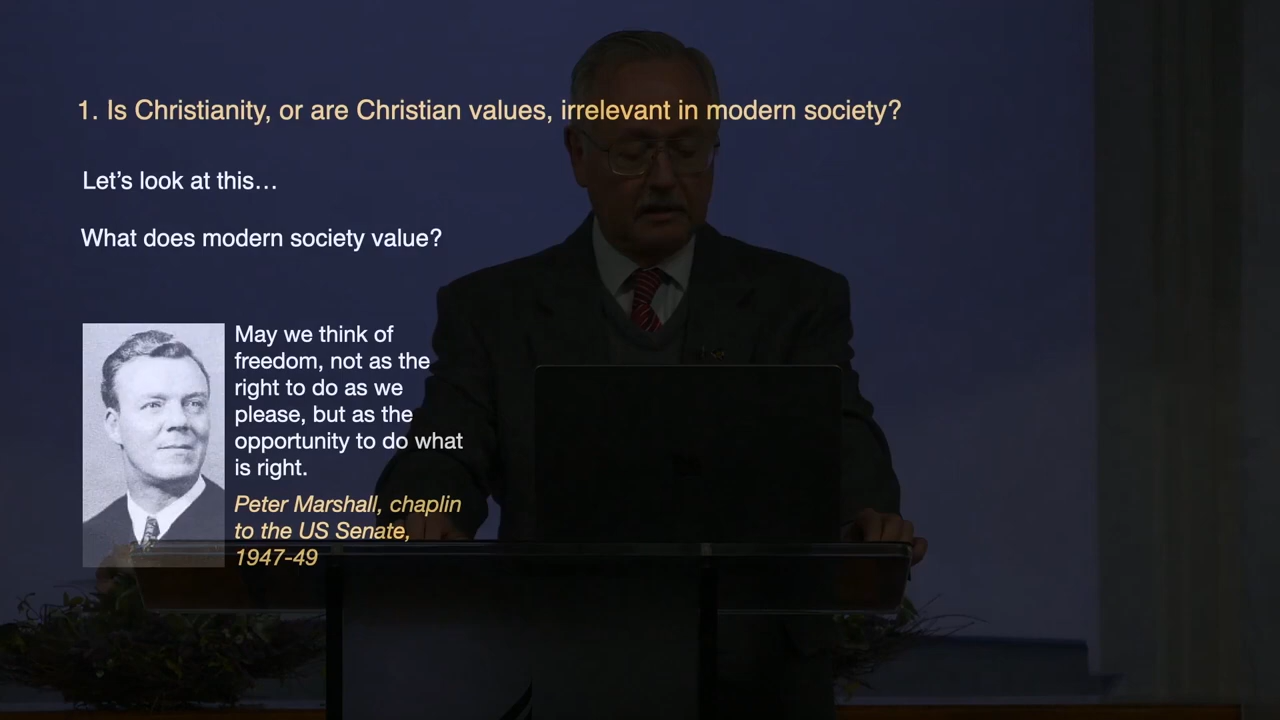 1. Is Christianity, or are Christian values, irrelevant in modern society?
Let's look at this…
What does modern society value?
May we think of
freedom, not as the
right to do as we
please, but as the
opportunity to do what
is right.
Peter Marshall, chaplin
to the US Senate,
1947-49